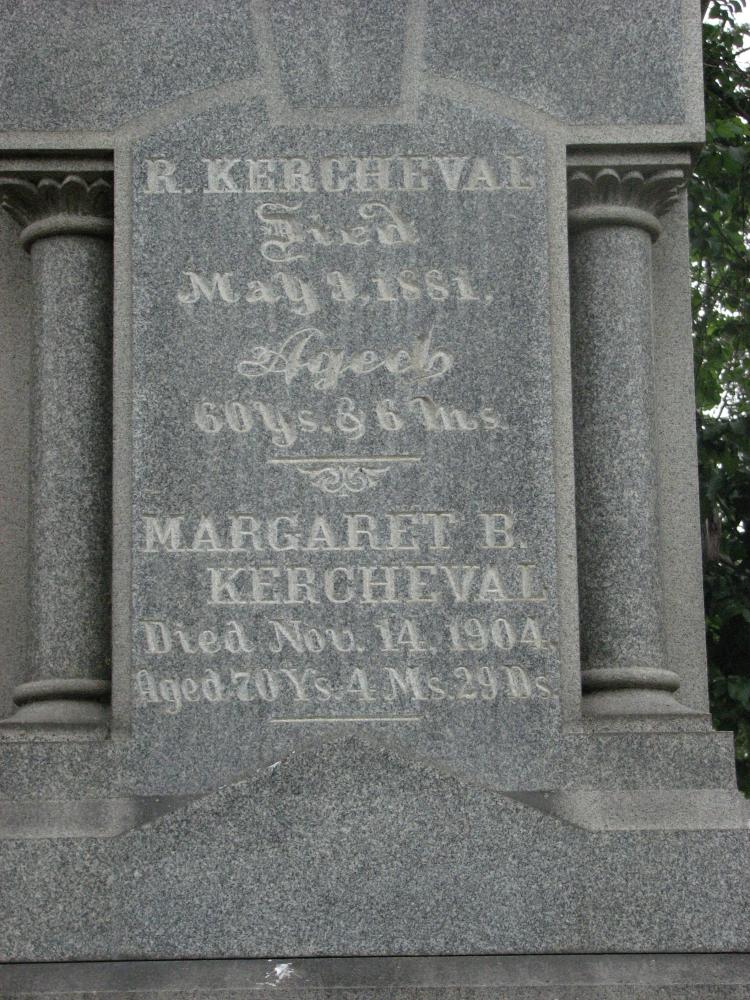 R. KERCHEVAL
Died
May 9, 1881.
Aged
60 Ys. & 6 Ms.
MARGARET B.
KERCHEVAL
Died Nov. 14, 1904.
Aged 70 Ys. 4 Ms. 29 Ds.